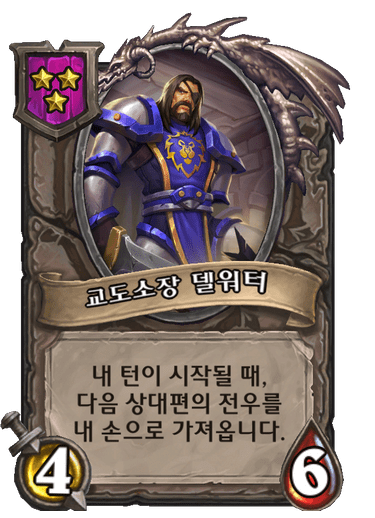 교도소장 델워터
내 턴이 시작될 때,
다음 상대편의 전우를
내 손으로 가져옵니다.
4
6